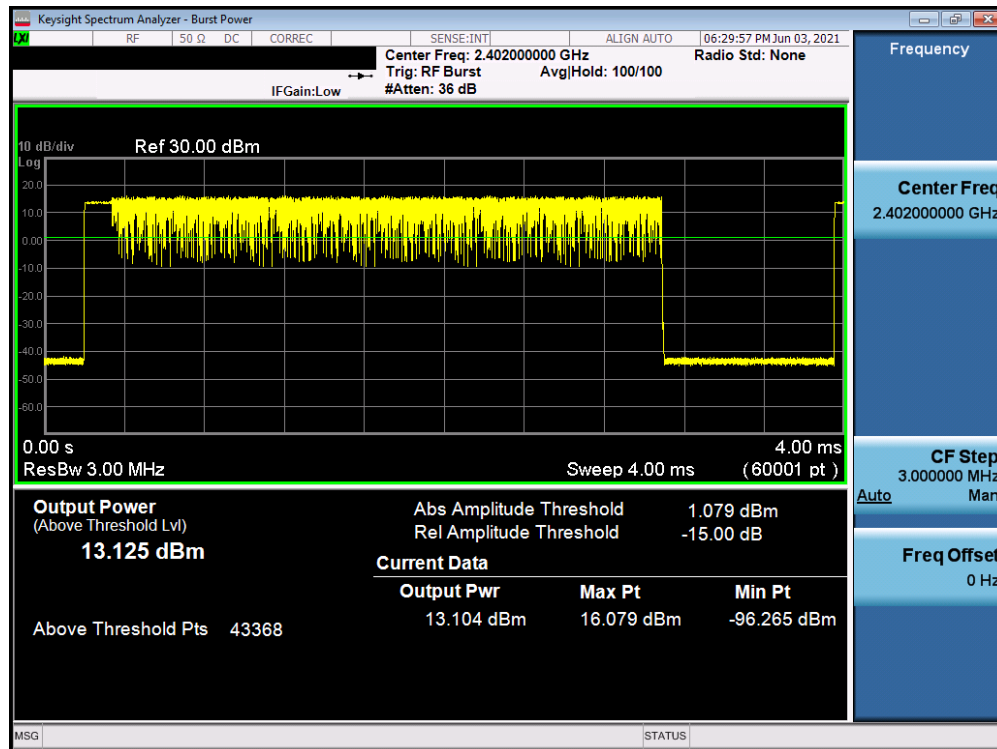 Keysight Spectrum Analyzer - Burst Power
LXI RF 50 Ω DC CORREC SENSE:INT ALIGN AUTO 06:29:57 PM Jun 03, 2021
Center Freq: 2.402000000 GHz Radio Std: None
Trig: RF Burst Avg|Hold: 100/100
IFGain:Low #Atten: 36 dB
Frequency
10 dB/div Ref 30.00 dBm
Log
20.0
10.0
0.00
-10.0
-20.0
-30.0
-40.0
-50.0
-60.0
0.00 s 4.00 ms
ResBw 3.00 MHz Sweep 4.00 ms (60001 pt)
Center Freq
2.402000000 GHz
CF Step
3.000000 MHz
Auto Man
Freq Offset
0 Hz
Output Power
(Above Threshold Lvl)
13.125 dBm
Above Threshold Pts 43368
Abs Amplitude Threshold 1.079 dBm
Rel Amplitude Threshold -15.00 dB
Current Data
Output Pwr Max Pt Min Pt
13.104 dBm 16.079 dBm -96.265 dBm
MSG STATUS